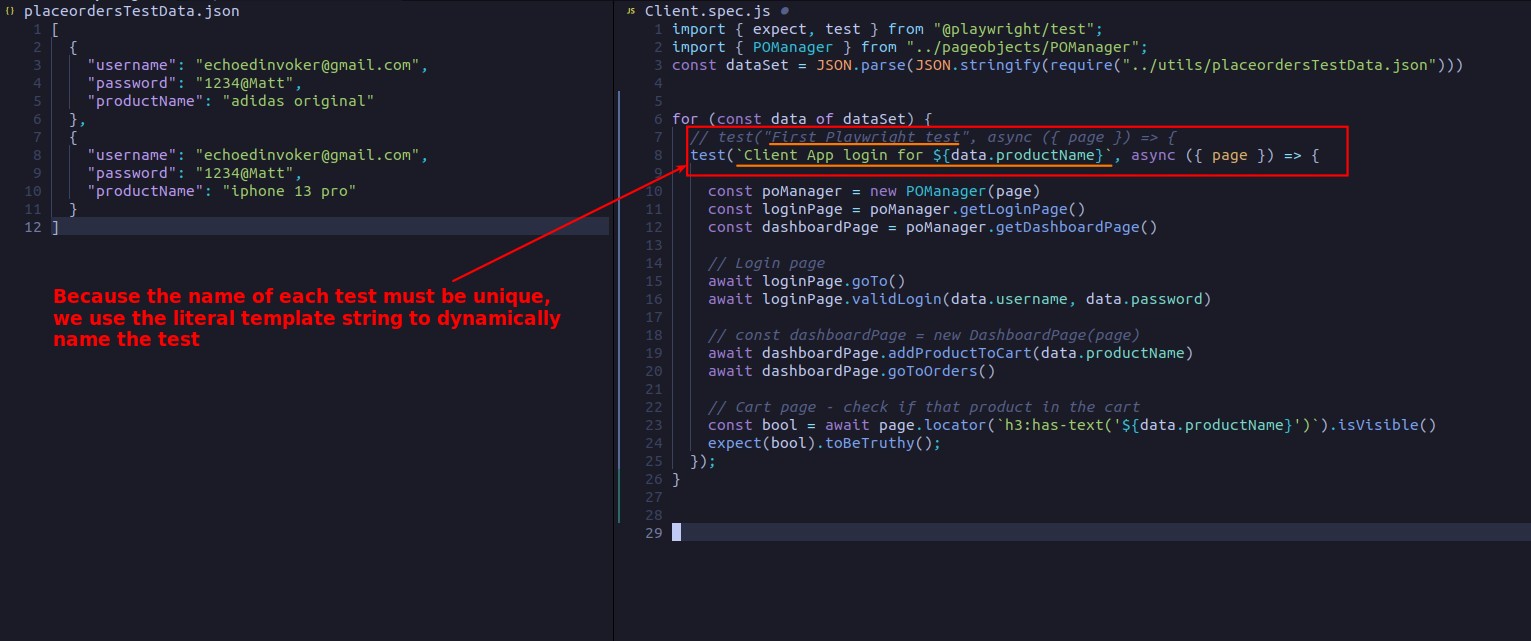 {} placeordersTestData.json
1 [
2 {
3 "username": "echoedinvoker@gmail.com",
4 "password": "1234@Matt",
5 "productName": "adidas original"
6 },
7 {
8 "username": "echoedinvoker@gmail.com",
9 "password": "1234@Matt",
10 "productName": "iphone 13 pro"
11 }
12 ]
Because the name of each test must be unique,
we use the literal template string to dynamically
name the test
JS Client.spec.js
1 import { expect, test } from "@playwright/test";
2 import { POManager } from "../pageobjects/POManager";
3 const dataSet = JSON.parse(JSON.stringify(require("../utils/placeordersTestData.json")))
4
5
6 for (const data of dataSet) {
7 // test("First Playwright test", async ({ page }) => {
8 test(`Client App login for ${data.productName}`, async ({ page }) => {
9
10 const poManager = new POManager(page)
11 const loginPage = poManager.getLoginPage()
12 const dashboardPage = poManager.getDashboardPage()
13
14 // Login page
15 await loginPage.goTo()
16 await loginPage.validLogin(data.username, data.password)
17
18 // const dashboardPage = new DashboardPage(page)
19 await dashboardPage.addProductToCart(data.productName)
20 await dashboardPage.goToOrders()
21
22 // Cart page - check if that product in the cart
23 const bool = await page.locator(`h3:has-text('${data.productName}')`).isVisible()
24 expect(bool).toBeTruthy();
25 });
26 }
27
28
29